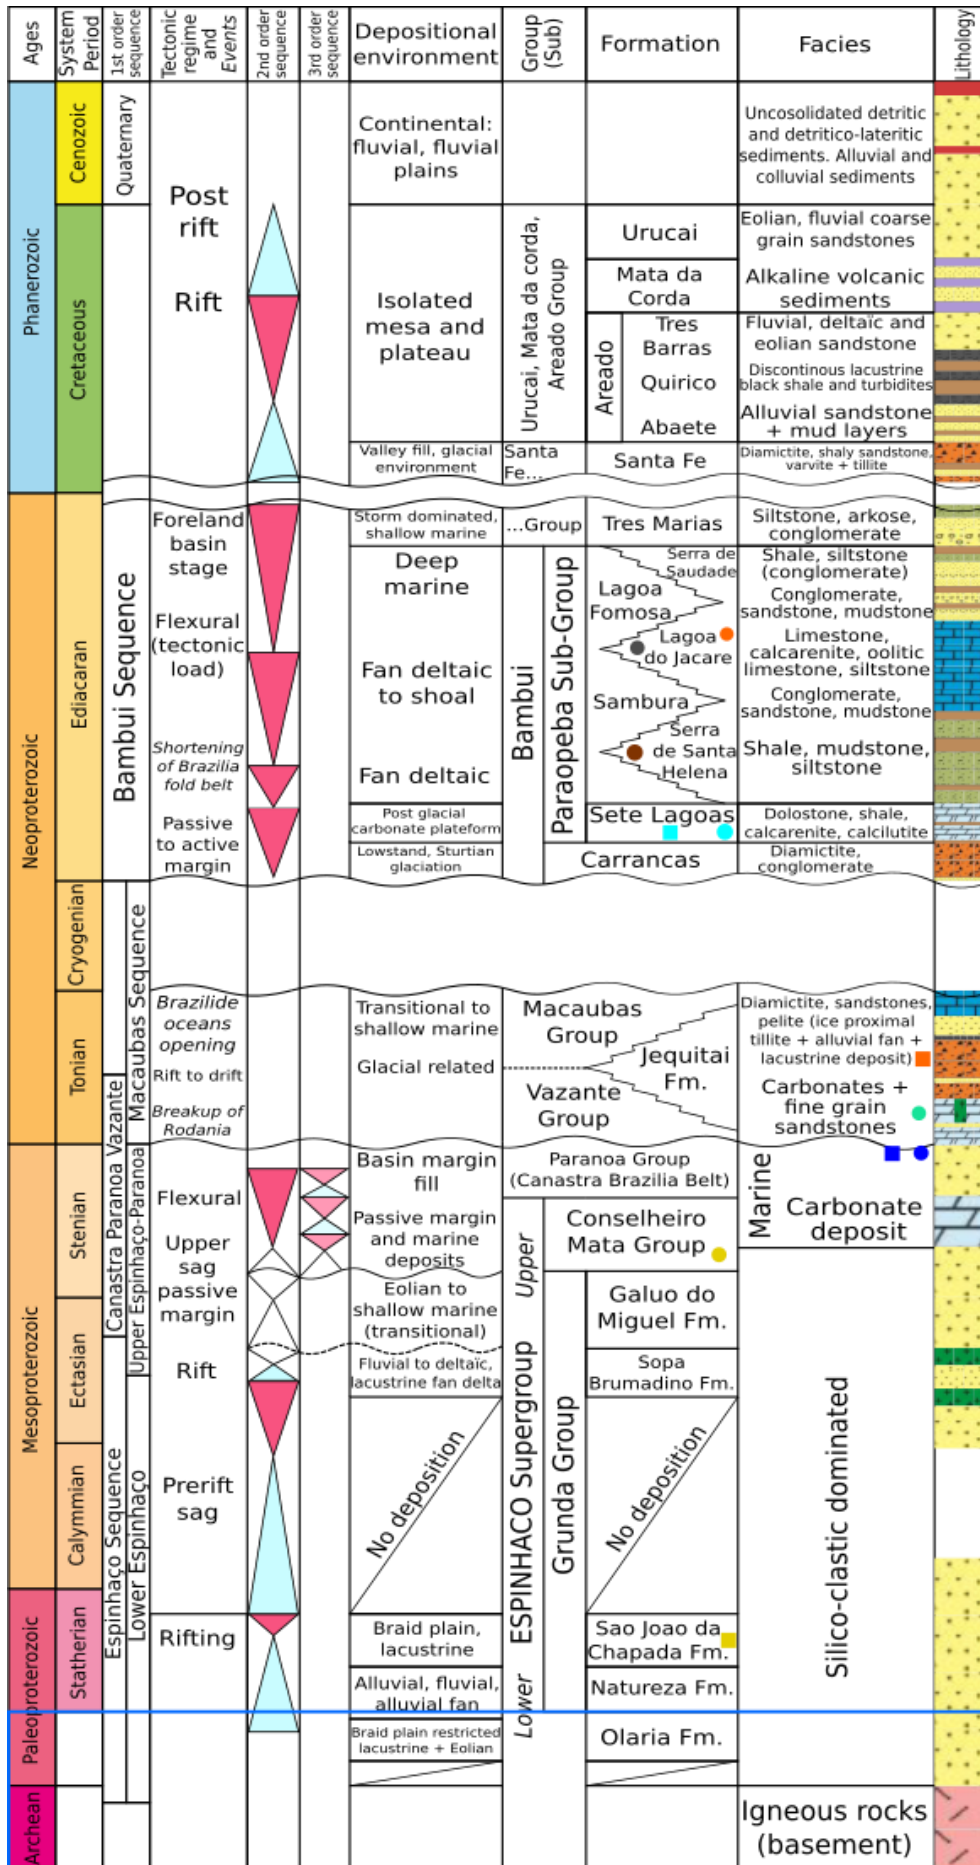 Ages
System
Period
1st order
sequence
Tectonic
regime
and
Events
2nd order
sequence
3rd order
sequence
Depositional
environment
Group
(Sub)
Formation
Facies
Lithology
Phanerozoic
Neoproterozoic
Mesoproterozoic
Paleoproterozoic
Archean
Cenozoic
Cretaceous
Ediacaran
Cryogenian
Tonian
Stenian
Ectasian
Calymmian
Statherian
Quaternary
Bambui Sequence
Macaubas Sequence
Canastra Paranoa Vazante
Upper Espinhaço-Paranoa
Espinhaço Sequence
Lower Espinhaço
Post
rift
Rift
Foreland
basin
stage
Flexural
(tectonic
load)
Shortening
of Brazilia
fold belt
Passive
to active
margin
Brazilide
oceans
opening
Rift to drift
Breakup of
Rodania
Flexural
Upper
sag
passive
margin
Rift
Prerift
sag
Rifting
Continental:
fluvial, fluvial
plains
Isolated
mesa and
plateau
Valley fill, glacial
environment
Storm dominated,
shallow marine
Deep
marine
Fan deltaic
to shoal
Fan deltaic
Post glacial
carbonate plateform
Lowstand, Sturtian
glaciation
Transitional to
shallow marine
Glacial related
Basin margin
fill
Passive margin
and marine
deposits
Eolian to
shallow marine
(transitional)
Fluvial to deltaïc,
lacustrine fan delta
No deposition
Braid plain,
lacustrine
Alluvial, fluvial,
alluvial fan
Braid plain restricted
lacustrine + Eolian
Urucai, Mata da corda,
Areado Group
Santa
Fe...
...Group
Bambui
Paraopeba Sub-Group
Macaubas
Group
Vazante
Group
Paranoa Group
(Canastra Brazilia Belt)
Upper
ESPINHACO Supergroup
Lower
Grunda Group
Urucai
Mata da
Corda
Areado
Tres
Barras
Quirico
Abaete
Santa Fe
Tres Marias
Serra de
Saudade
Lagoa
Fomosa
Lagoa
do Jacare
Sambura
Serra
de Santa
Helena
Sete Lagoas
Carrancas
Jequitai
Fm.
Conselheiro
Mata Group
Galuo do
Miguel Fm.
Sopa
Brumadino Fm.
No deposition
Sao Joao da
Chapada Fm.
Natureza Fm.
Olaria Fm.
Uncosolidated detritic
and detritico-lateritic
sediments. Alluvial and
colluvial sediments
Eolian, fluvial coarse
grain sandstones
Alkaline volcanic
sediments
Fluvial, deltaïc and
eolian sandstone
Discontinous lacustrine
black shale and turbidites
Alluvial sandstone
+ mud layers
Diamictite, shaly sandstone,
varvite + tillite
Siltstone, arkose,
conglomerate
Shale, siltstone
(conglomerate)
Conglomerate,
sandstone, mudstone
Limestone,
calcarenite, oolitic
limestone, siltstone
Conglomerate,
sandstone, mudstone
Shale, mudstone,
siltstone
Dolostone, shale,
calcarenite, calcilutite
Diamictite,
conglomerate
Diamictite, sandstones,
pelite (ice proximal
tillite + alluvial fan +
lacustrine deposit)
Carbonates +
fine grain
sandstones
Marine
Carbonate
deposit
Silico-clastic dominated
Igneous rocks
(basement)